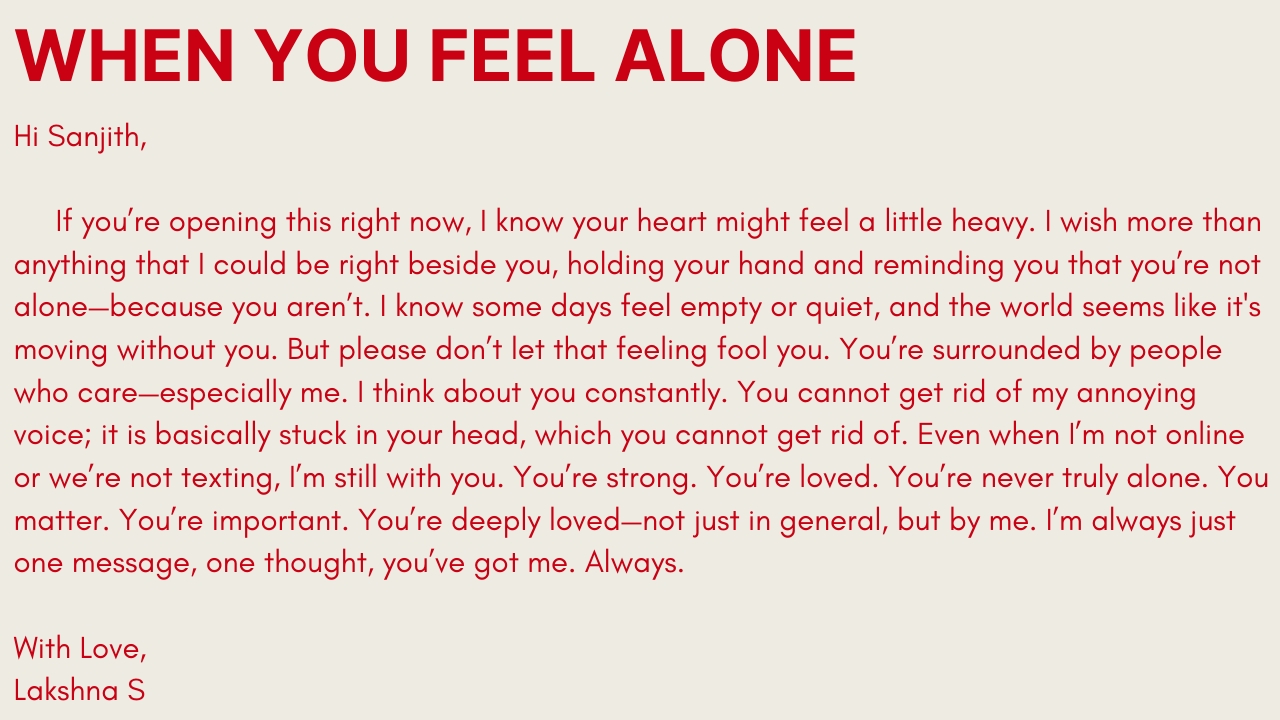 WHEN YOU FEEL ALONE
Hi Sanjith,
If you’re opening this right now, I know your heart might feel a little heavy. I wish more than
anything that I could be right beside you, holding your hand and reminding you that you’re not
alone—because you aren’t. I know some days feel empty or quiet, and the world seems like it's
moving without you. But please don’t let that feeling fool you. You’re surrounded by people
who care—especially me. I think about you constantly. You cannot get rid of my annoying
voice; it is basically stuck in your head, which you cannot get rid of. Even when I’m not online
or we’re not texting, I’m still with you. You’re strong. You’re loved. You’re never truly alone. You
matter. You’re important. You’re deeply loved—not just in general, but by me. I’m always just
one message, one thought, you’ve got me. Always.
With Love,
Lakshna S